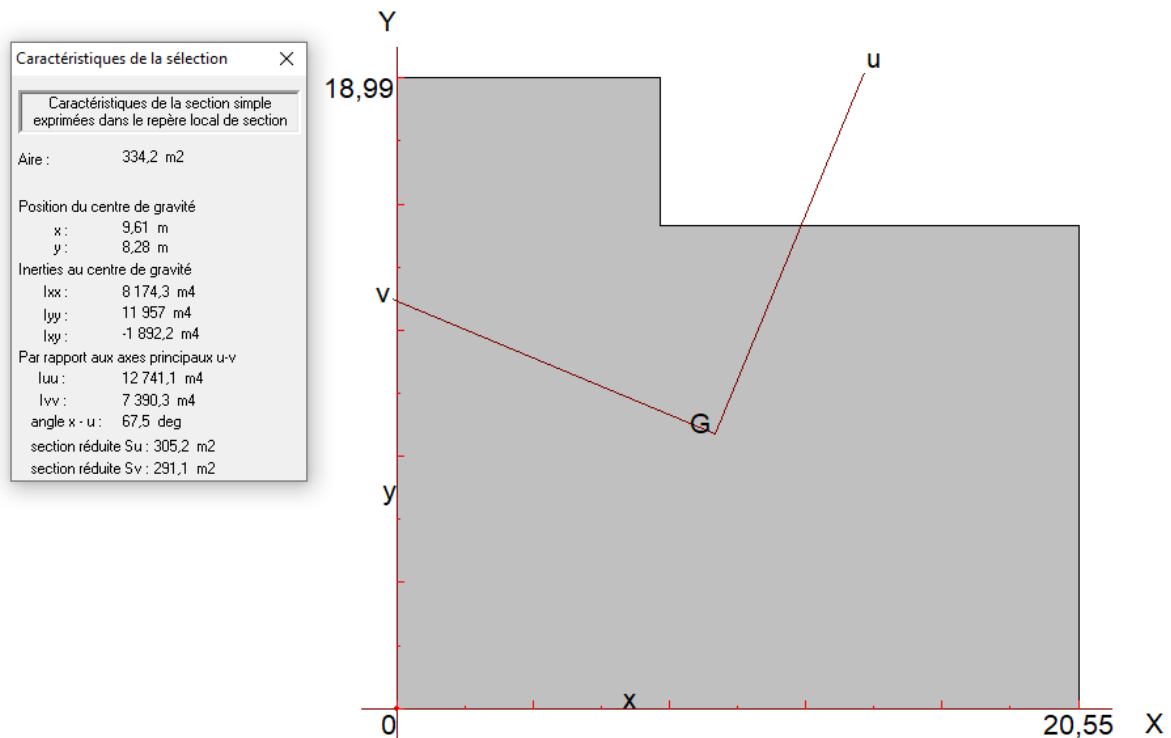 Caractéristiques de la sélection
Caractéristiques de la section simple
exprimées dans le repère local de section
Aire : 334,2 m2
Position du centre de gravité
x : 9,61 m
y : 8,28 m
Inerties au centre de gravité
Ixx : 8 174,3 m4
Iyy : 11 957 m4
Ixy : -1 892,2 m4
Par rapport aux axes principaux u-v
Iuu : 12 741,1 m4
Ivv : 7 390,3 m4
angle x - u : 67,5 deg
section réduite Su : 305,2 m2
section réduite Sv : 291,1 m2
Y
18,99
u
v
G
y
x
0
20,55
X